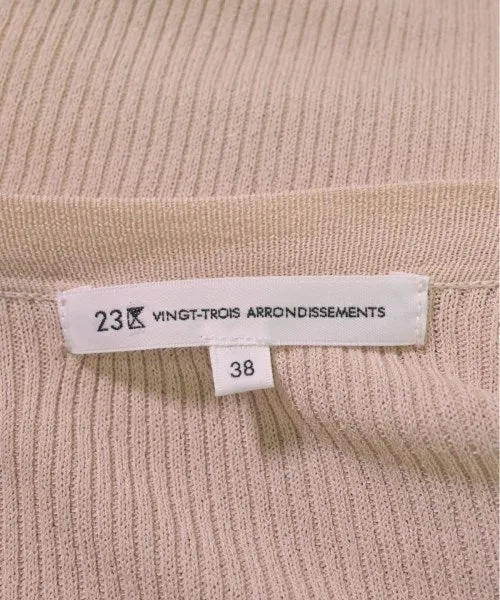 23区 VINGT-TROIS ARRONDISSEMENTS
38